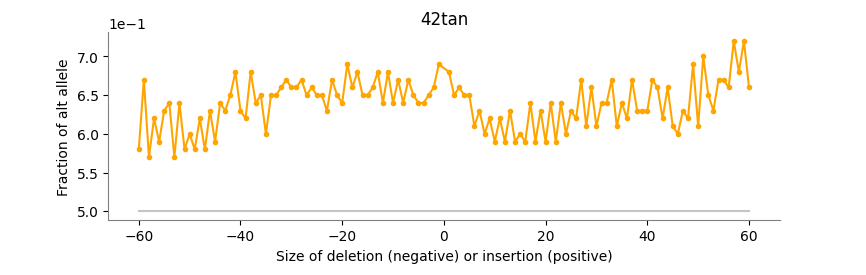 42tan
1e−1
Fraction of alt allele
7.0
6.5
6.0
5.5
5.0
−60 −40 −20 0 20 40 60
Size of deletion (negative) or insertion (positive)